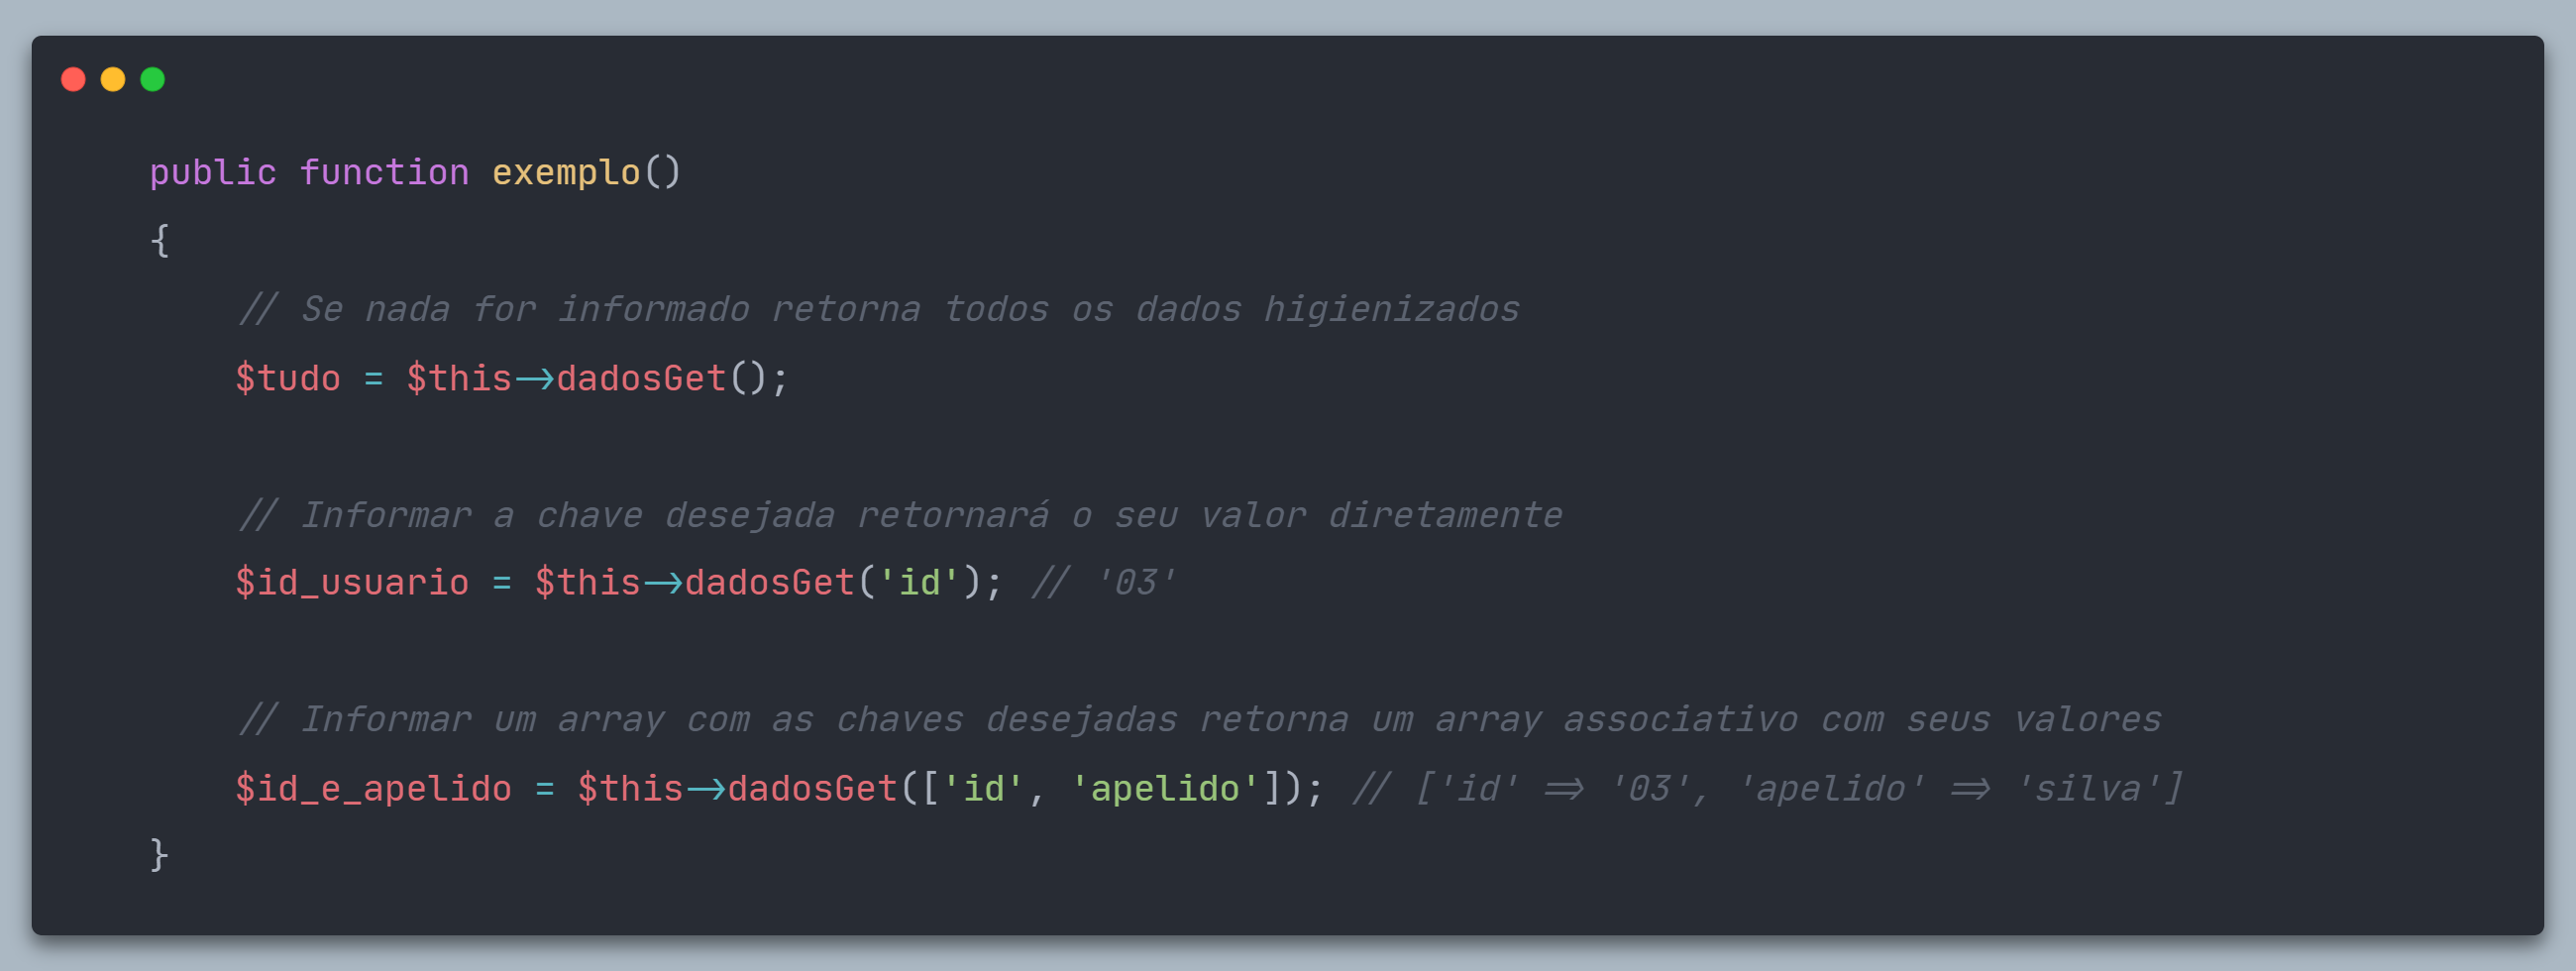 public function exemplo()
{
// Se nada for informado retorna todos os dados higienizados
$tudo = $this->dadosGet();
// Informar a chave desejada retornará o seu valor diretamente
$id_usuario = $this->dadosGet('id'); // '03'
// Informar um array com as chaves desejadas retorna um array associativo com seus valores
$id_e_apelido = $this->dadosGet(['id', 'apelido']); // ['id' => '03', 'apelido' => 'silva']
}